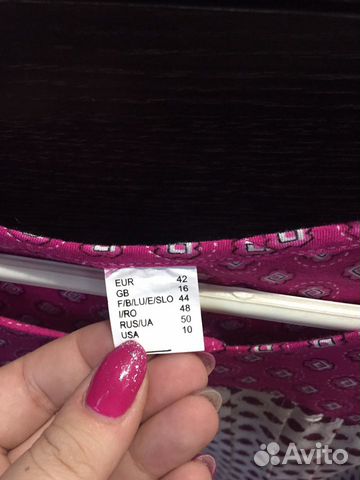 EUR 42
GB 16
F/B/LU/E/SLO 44
I/RO 48
RUS/UA 50
USA 10
Avito